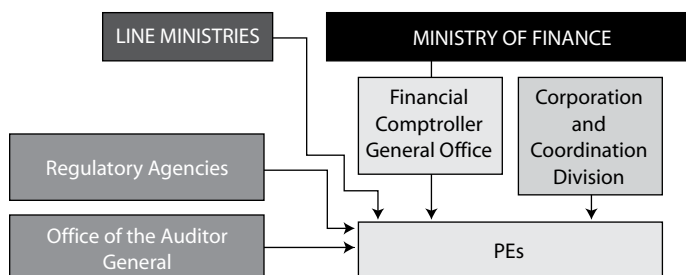 LINE MINISTRIES
MINISTRY OF FINANCE
Financial
Comptroller
General Office
Corporation
and
Coordination
Division
Regulatory Agencies
Office of the Auditor
General
PEs